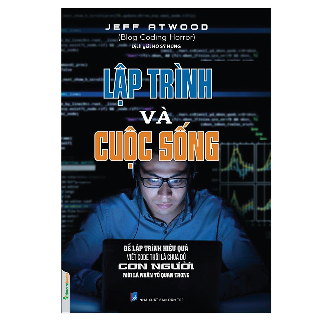 JEFF ATWOOD
(Blog Coding Horror)
LẬP TRÌNH
VÀ
CUỘC SỐNG
ĐỂ LẬP TRÌNH HIỆU QUẢ
VIẾT CODE THÔI LÀ CHƯA ĐỦ
CON NGƯỜI
MỚI LÀ NHÂN TỐ QUAN TRỌNG